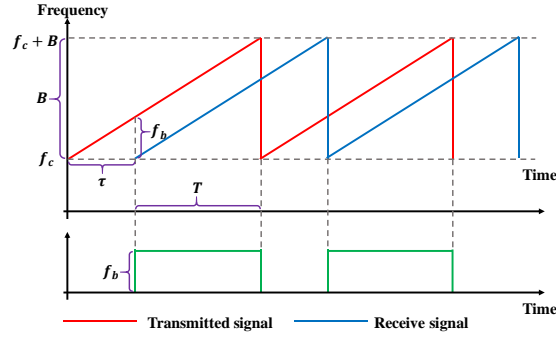 Frequency
f_c + B
B
f_b
f_c
τ
Time
T
f_b
Time
Transmitted signal
Receive signal